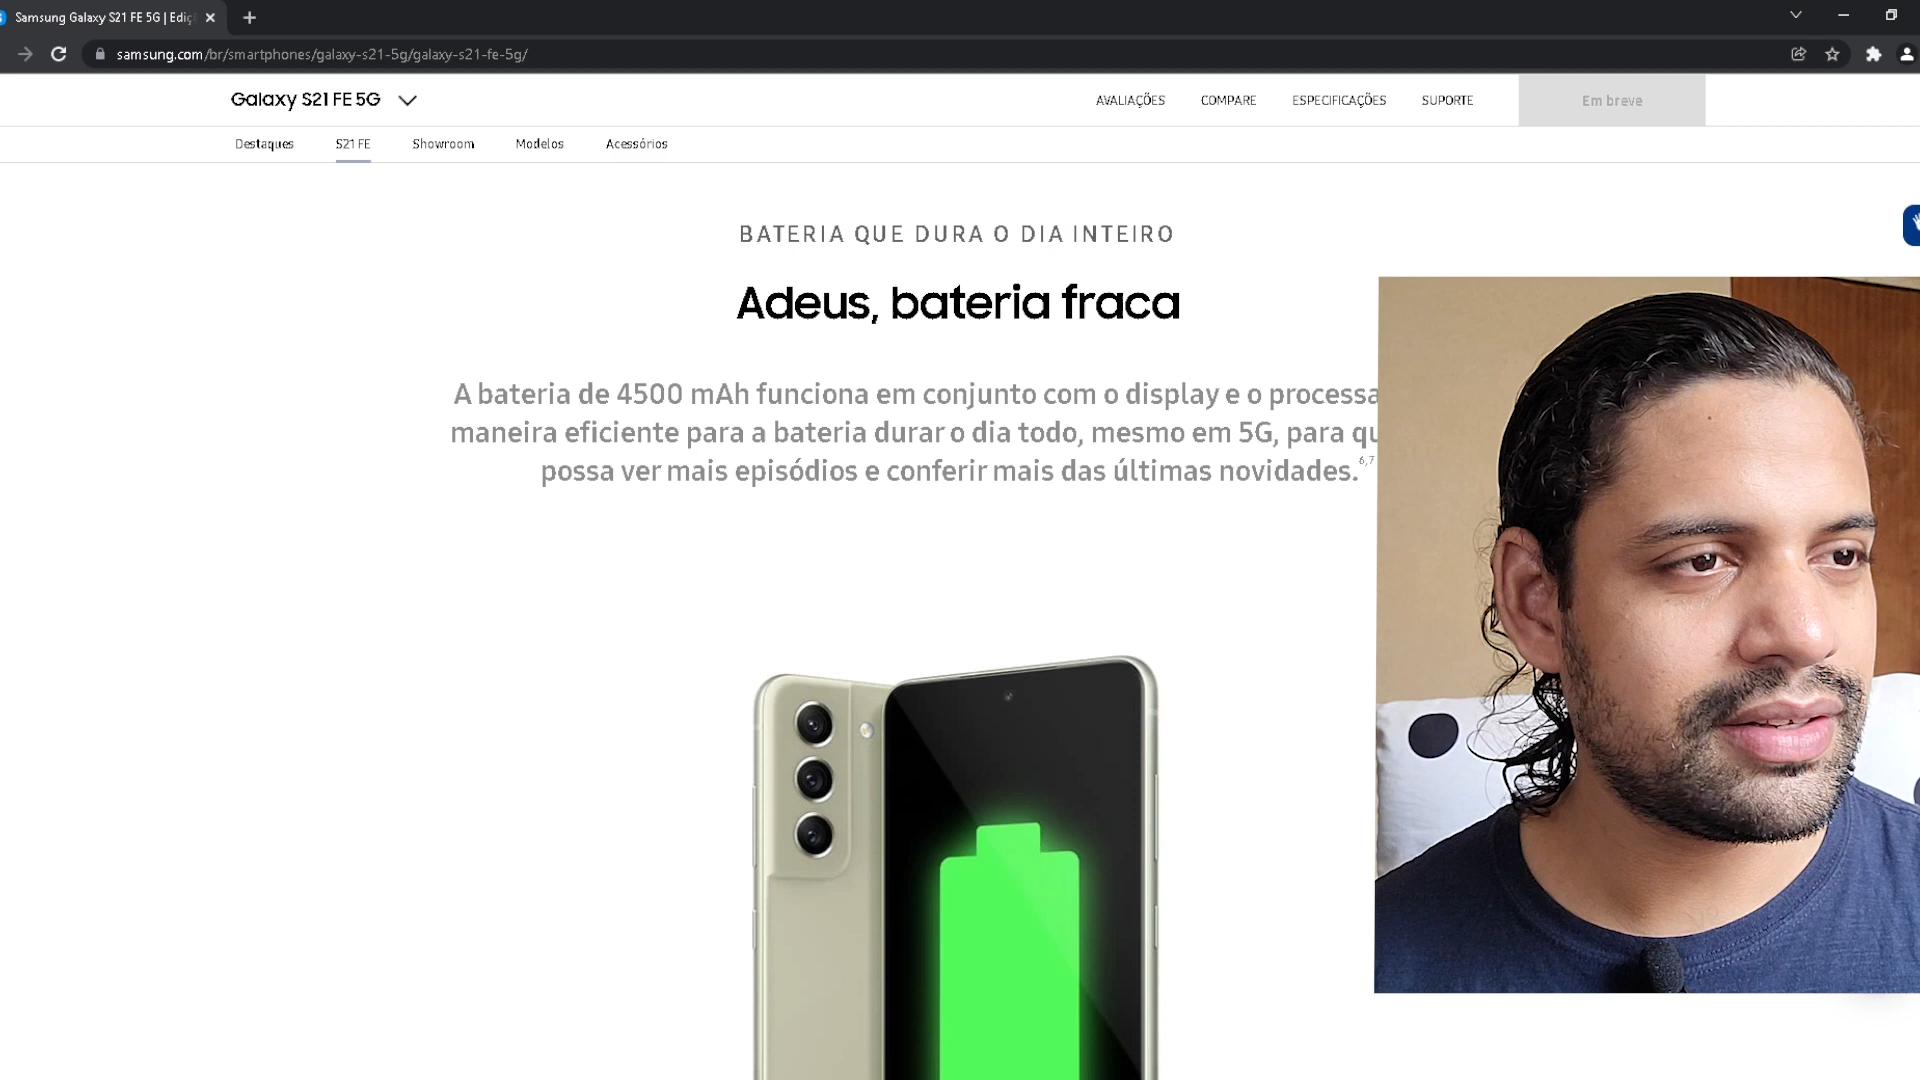 Samsung Galaxy S21 FE 5G | Ediç
samsung.com/br/smartphones/galaxy-s21-5g/galaxy-s21-fe-5g/
Galaxy S21 FE 5G
AVALIAÇÕES COMPARE ESPECIFICAÇÕES SUPORTE Em breve
Destaques S21 FE Showroom Modelos Acessórios
BATERIA QUE DURA O DIA INTEIRO
Adeus, bateria fraca
A bateria de 4500 mAh funciona em conjunto com o display e o processa
maneira eficiente para a bateria durar o dia todo, mesmo em 5G, para qu
possa ver mais episódios e conferir mais das últimas novidades.6,7